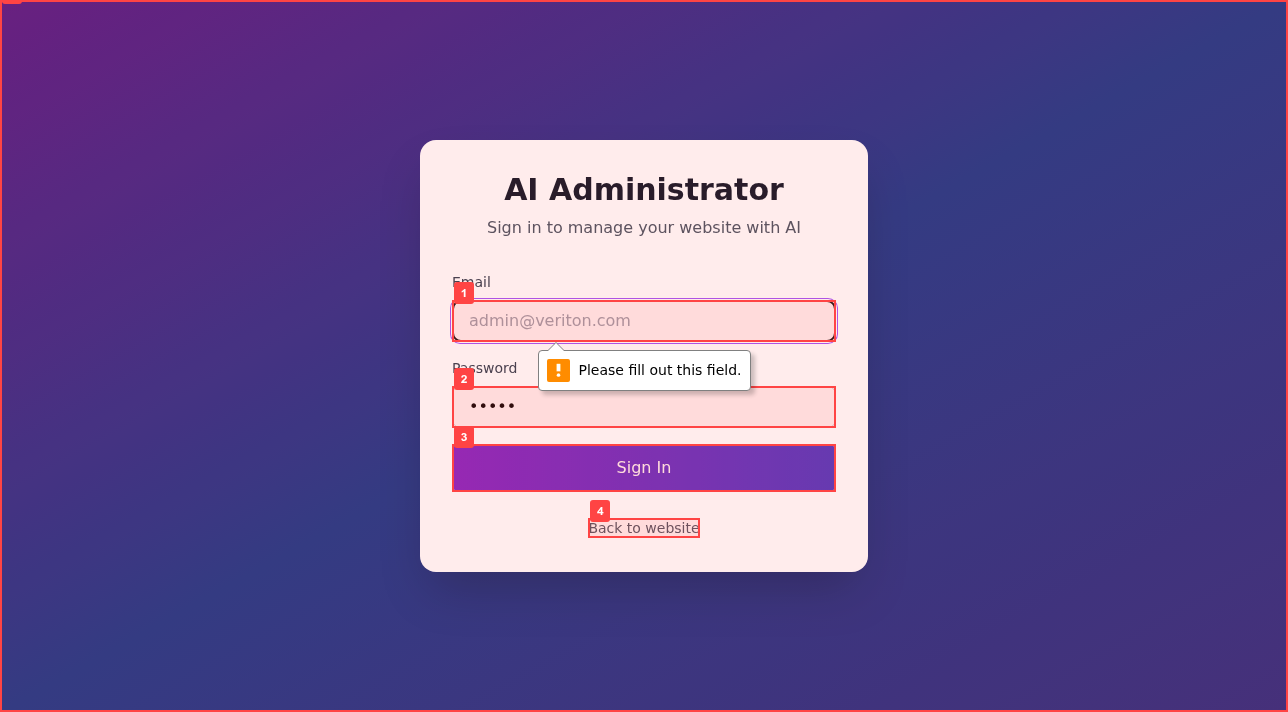 AI Administrator
Sign in to manage your website with AI
Email
1
admin@veriton.com
Please fill out this field.
Password
2
•••••
3
Sign In
4
Back to website